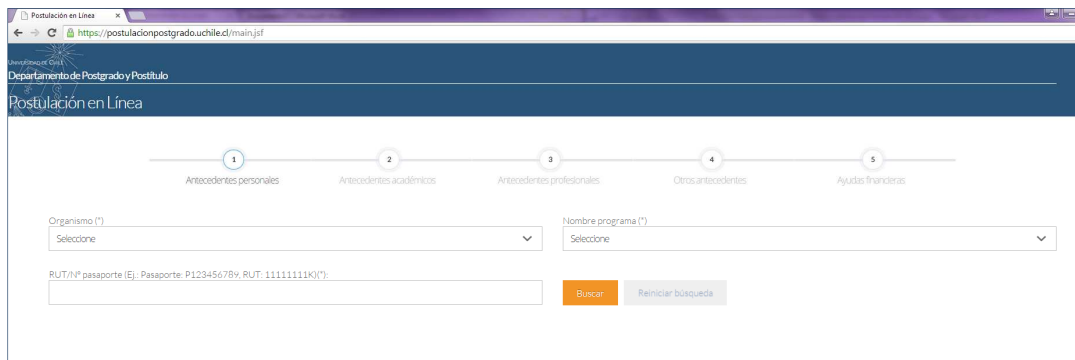 Postulación en Línea
https://postulacionpostgrado.uchile.cl/main.jsf
UNIVERSIDAD DE CHILE
Departamento de Postgrado y Postítulo
Postulación en Línea
1 2 3 4 5
Antecedentes personales Antecedentes académicos Antecedentes profesionales Otros antecedentes Ayudas financieras
Organismo (*) Nombre programa (*)
Seleccione Seleccione
RUT/Nº pasaporte (Ej.: Pasaporte: P123456789, RUT: 11111111K)(*):
Buscar Reiniciar búsqueda